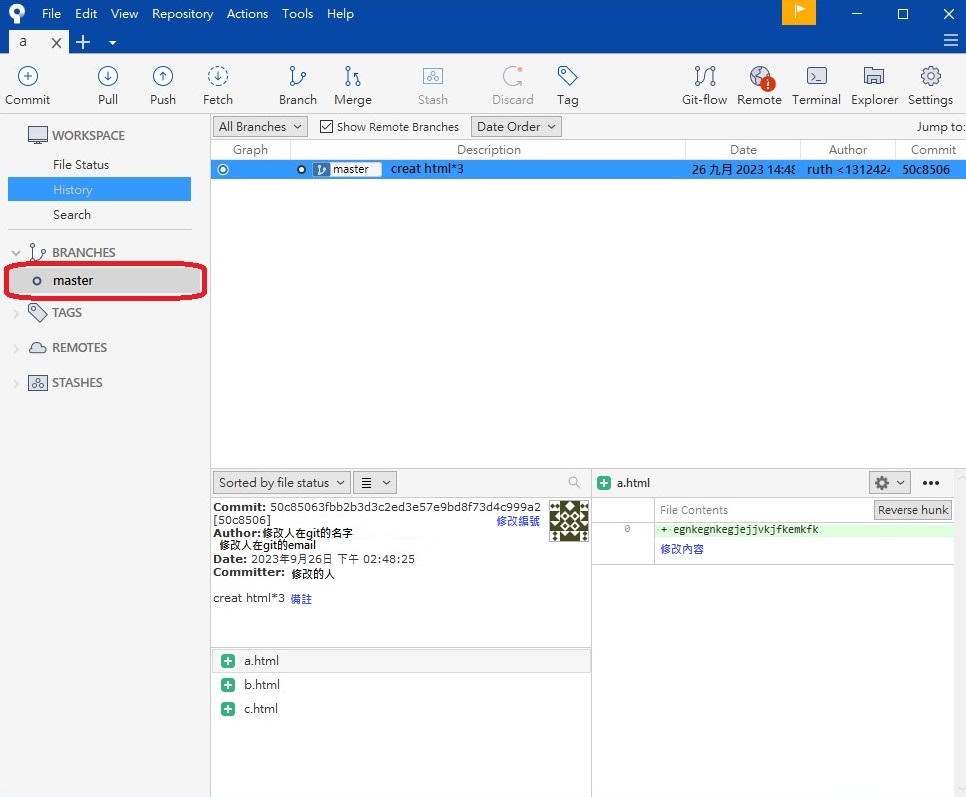 File Edit View Repository Actions Tools Help
a
Commit Pull Push Fetch Branch Merge Stash Discard Tag Git-flow Remote Terminal Explorer Settings
WORKSPACE
File Status
History
Search
BRANCHES
master
TAGS
REMOTES
STASHES
All Branches Show Remote Branches Date Order Jump to:
Graph Description Date Author Commit
master creat html*3 26 九月 2023 14:48 ruth <1312424 50c8506
Sorted by file status
Commit: 50c85063fbb2b3d3c2ed3e57e9bd8f73d4c999a2
[50c8506] 修改編號
Author:修改人在git的名字
修改人在git的email
Date: 2023年9月26日 下午 02:48:25
Committer: 修改的人
creat html*3 備註
a.html
b.html
c.html
a.html
File Contents Reverse hunk
0 + egnkegnkegjejjvkjfkemkfk
修改內容